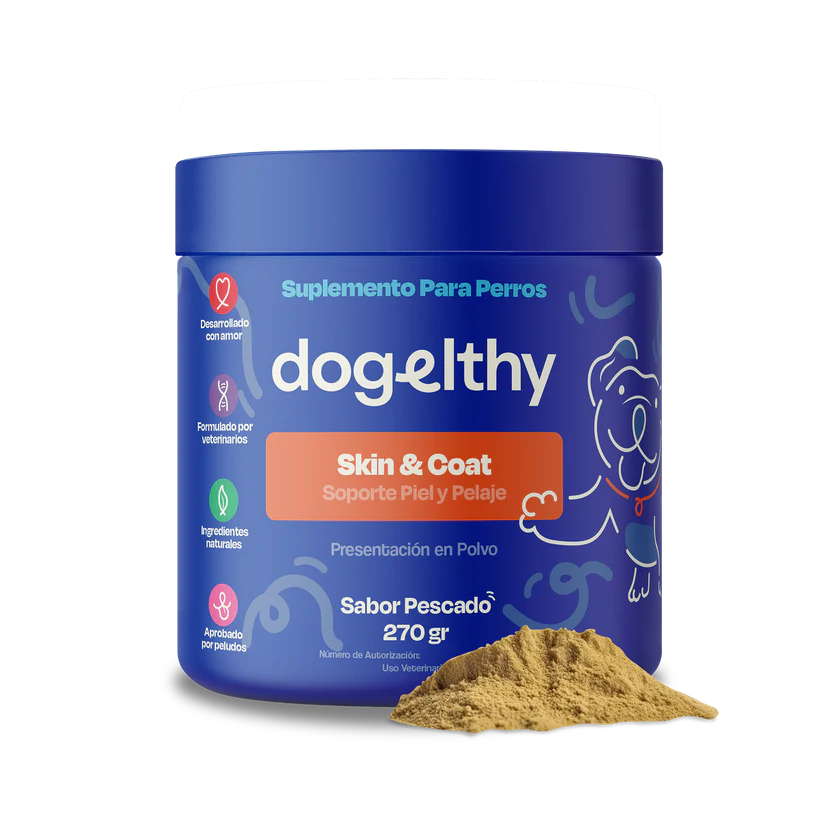 Suplemento Para Perros
dogelthy
Skin & Coat
Soporte Piel y Pelaje
Presentación en Polvo
Sabor Pescado
270 gr
Número de Autorización:
Uso
Desarrollado
con amor
Formulado por
veterinarios
Ingredientes
naturales
Aprobado
por peludos